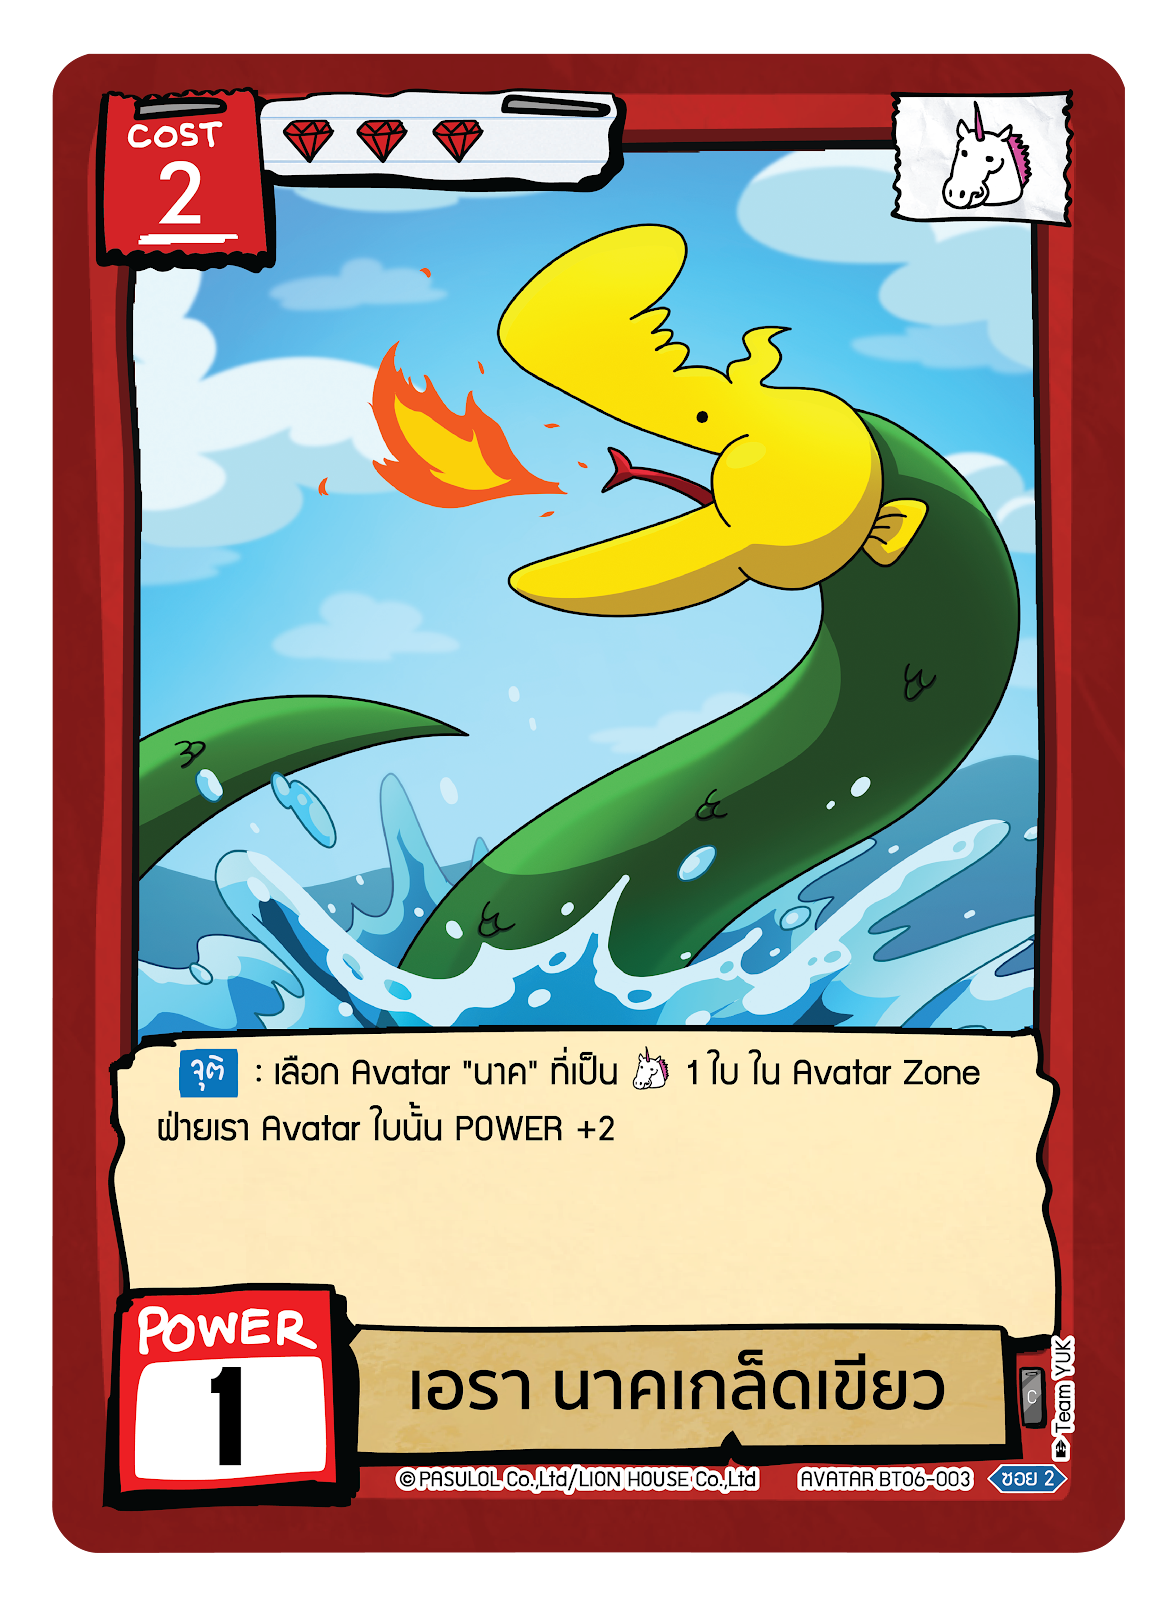 COST
2
จุติ : เลือก Avatar "นาค" ที่เป็น 1 ใบ ใน Avatar Zone
ฝ่ายเรา Avatar ใบนั้น POWER +2
POWER
1
เอรา นาคเกล็ดเขียว
C
Team YUK
© PASULOL Co.,Ltd/LION HOUSE Co.,Ltd
AVATAR BT06-003
ซอย 2